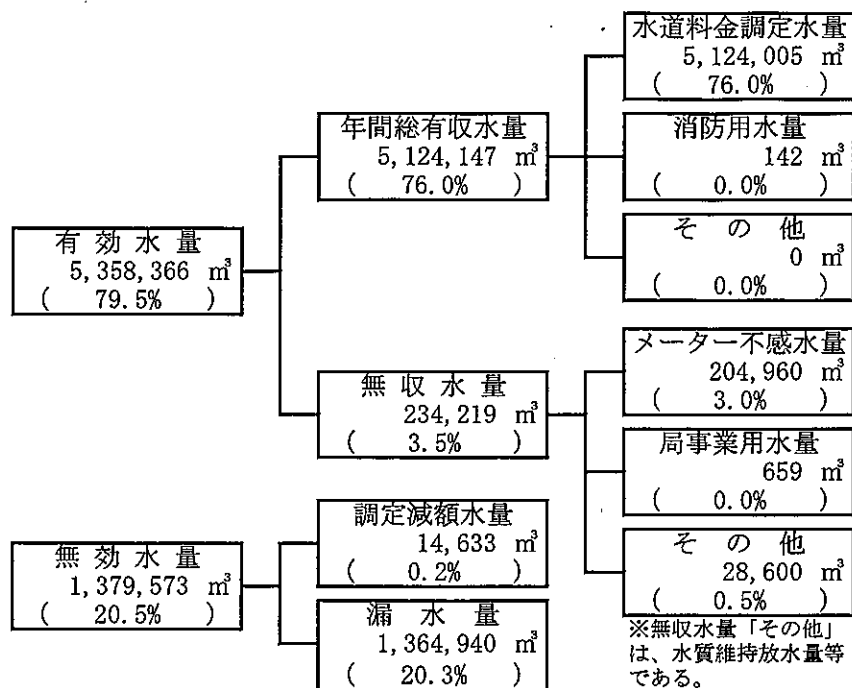 水道料金調定水量
5,124,005 ㎥
( 76.0% )
年間総有収水量
5,124,147 ㎥
( 76.0% )
消防用水量
142 ㎥
( 0.0% )
そ の 他
0 ㎥
( 0.0% )
有 効 水 量
5,358,366 ㎥
( 79.5% )
無 収 水 量
234,219 ㎥
( 3.5% )
メーター不感水量
204,960 ㎥
( 3.0% )
局事業用水量
659 ㎥
( 0.0% )
そ の 他
28,600 ㎥
( 0.5% )
※無収水量「その他」
は、水質維持放水量等
である。
無 効 水 量
1,379,573 ㎥
( 20.5% )
調定減額水量
14,633 ㎥
( 0.2% )
漏 水 量
1,364,940 ㎥
( 20.3% )